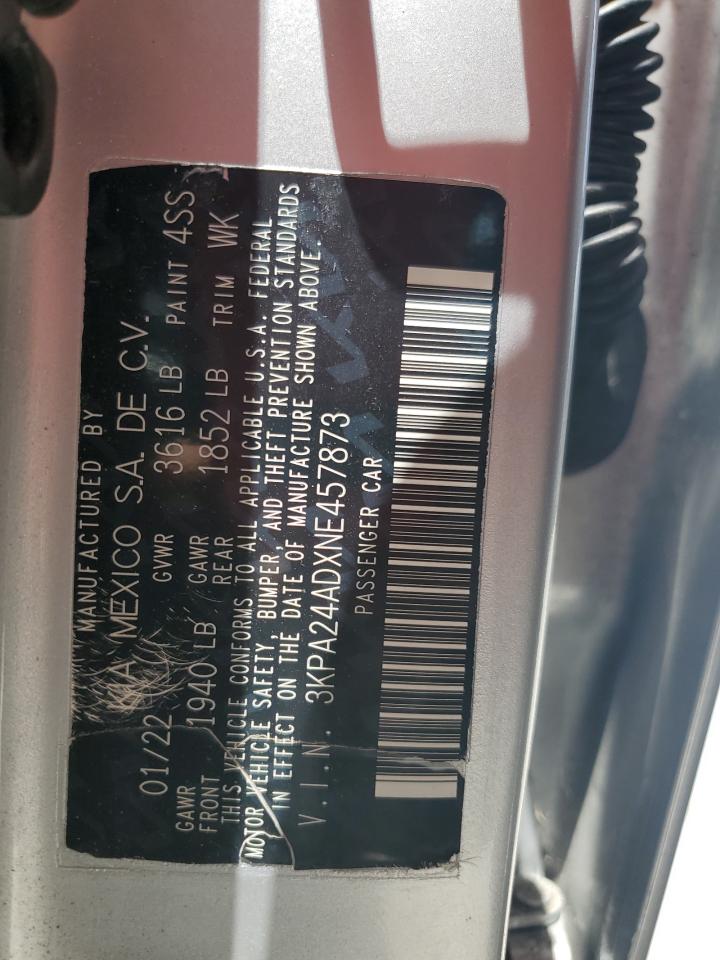 MANUFACTURED BY
MEXICO S.A. DE C.V.
01/22 GVWR 3616 LB PAINT 4SS
GAWR FRONT 1940 LB GAWR REAR 1852 LB TRIM WK
THIS VEHICLE CONFORMS TO ALL APPLICABLE U.S.A. FEDERAL
MOTOR VEHICLE SAFETY, BUMPER, AND THEFT PREVENTION STANDARDS
IN EFFECT ON THE DATE OF MANUFACTURE SHOWN ABOVE.
V.I.N. 3KPA24ADXNE457873
PASSENGER CAR